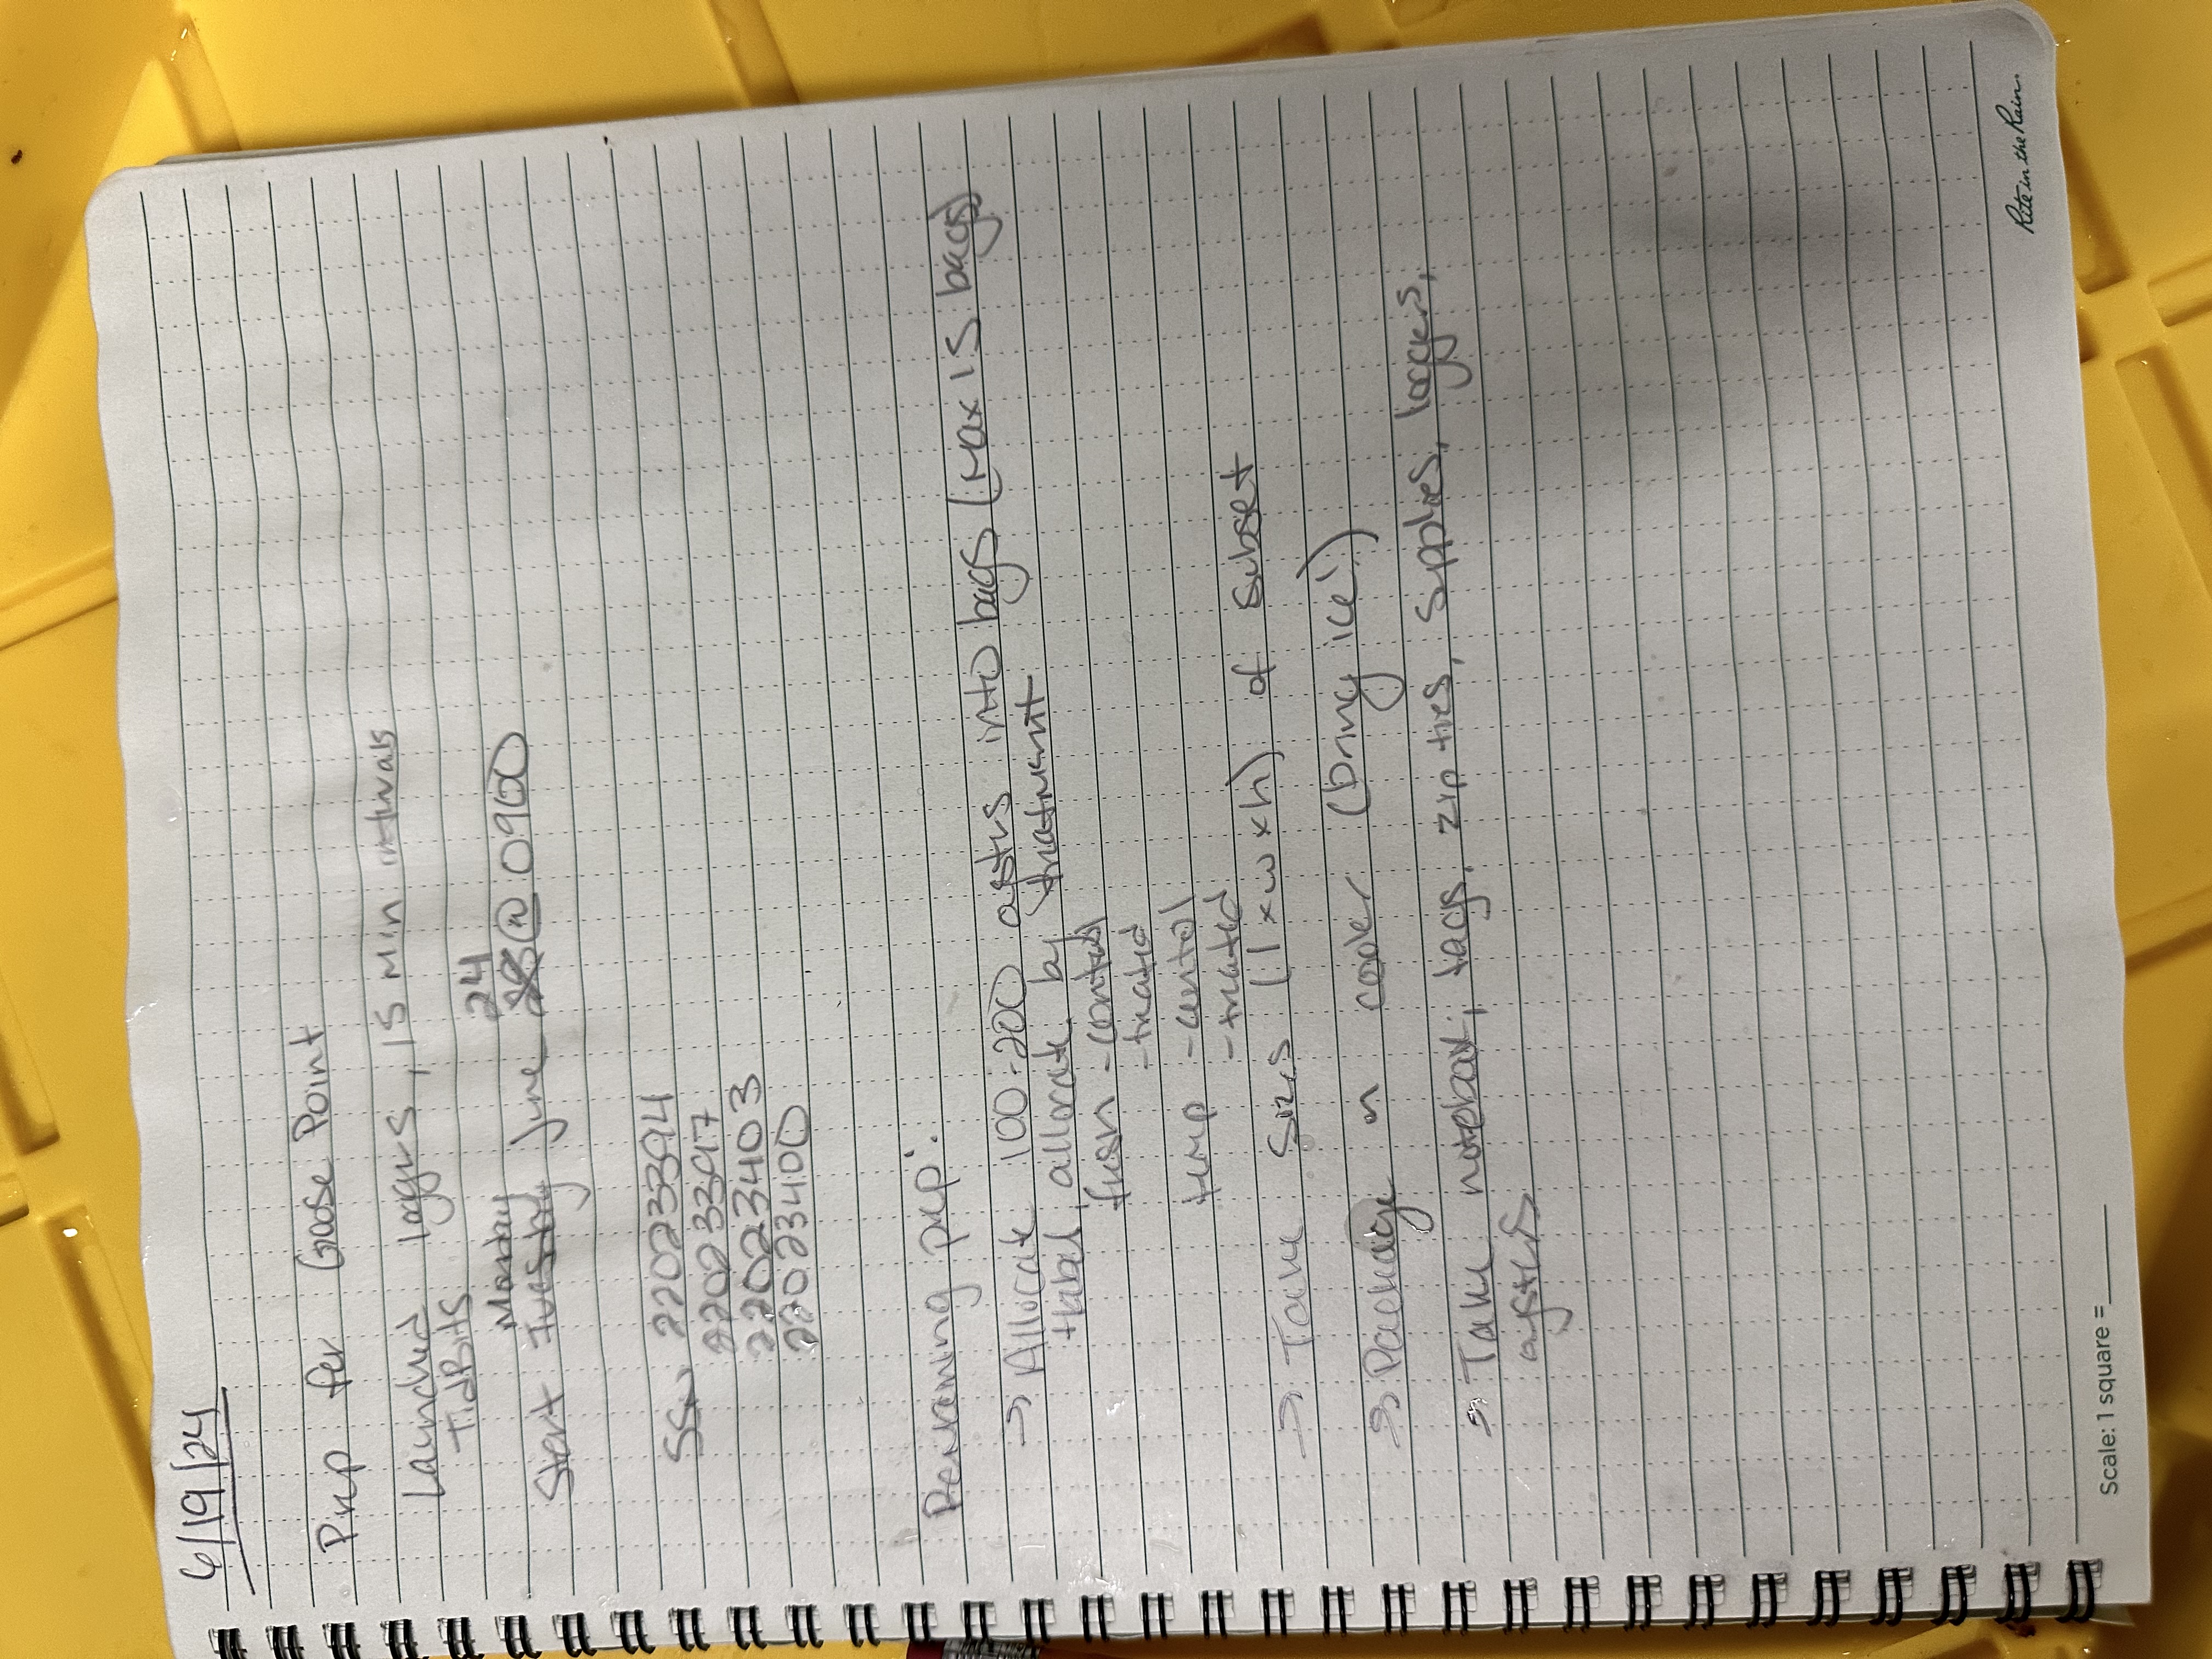 6/19/24
Prep for Goose Point
Launched loggers, 15 min intervals
TidBits
Monday 24
Start Tuesday June @ 0900
22023394
22023397
22023403
22023400
Remaining prep:
→ Allocate 100-200 oysters into bags (max 15 bags)
+label, allocate by treatment
fresh - control
- treated
temp - control
- treated
→ Take sizes (l x w x h) of subset
→ Package in cooler (bring ice!)
→ Take notebook, tags, zip ties, supplies, loggers,
oysters
Rite in the Rain.
Scale: 1 square =